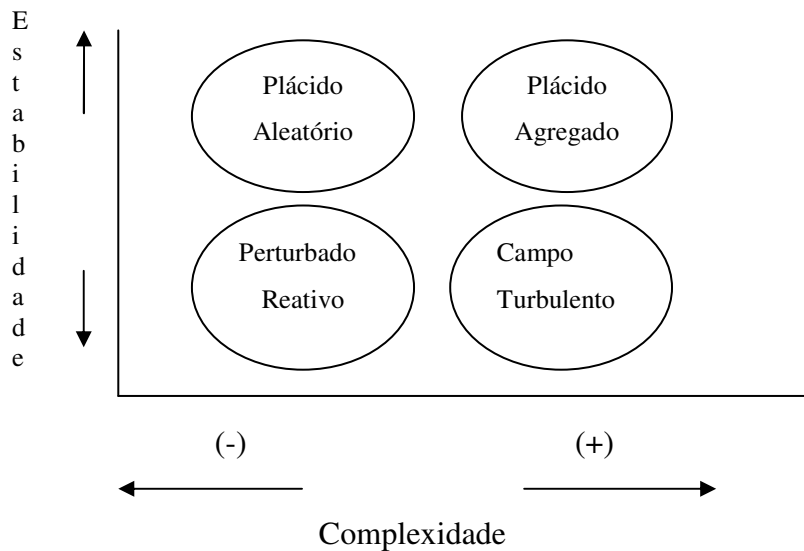 Estabilidade
Plácido
Aleatório
Plácido
Agregado
Perturbado
Reativo
Campo
Turbulento
(-)
(+)
Complexidade